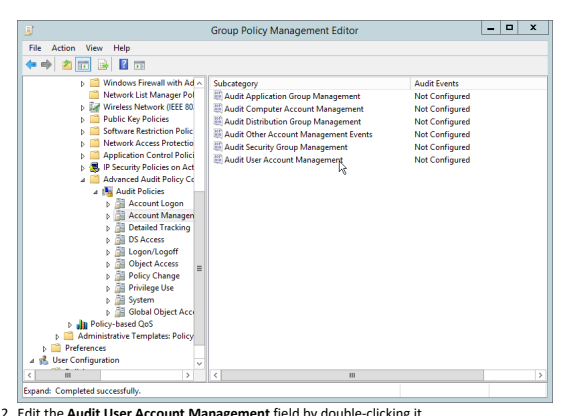 Group Policy Management Editor
File Action View Help
Windows Firewall with Ad
Network List Manager Pol
Wireless Network (IEEE 80
Public Key Policies
Software Restriction Polic
Network Access Protectio
Application Control Polici
IP Security Policies on Act
Advanced Audit Policy Co
Audit Policies
Account Logon
Account Managen
Detailed Tracking
DS Access
Logon/Logoff
Object Access
Policy Change
Privilege Use
System
Global Object Acce
Policy-based QoS
Administrative Templates: Policy
Preferences
User Configuration
Subcategory Audit Events
Audit Application Group Management Not Configured
Audit Computer Account Management Not Configured
Audit Distribution Group Management Not Configured
Audit Other Account Management Events Not Configured
Audit Security Group Management Not Configured
Audit User Account Management Not Configured
Expand: Completed successfully.
2. Edit the Audit User Account Management field by double-clicking it